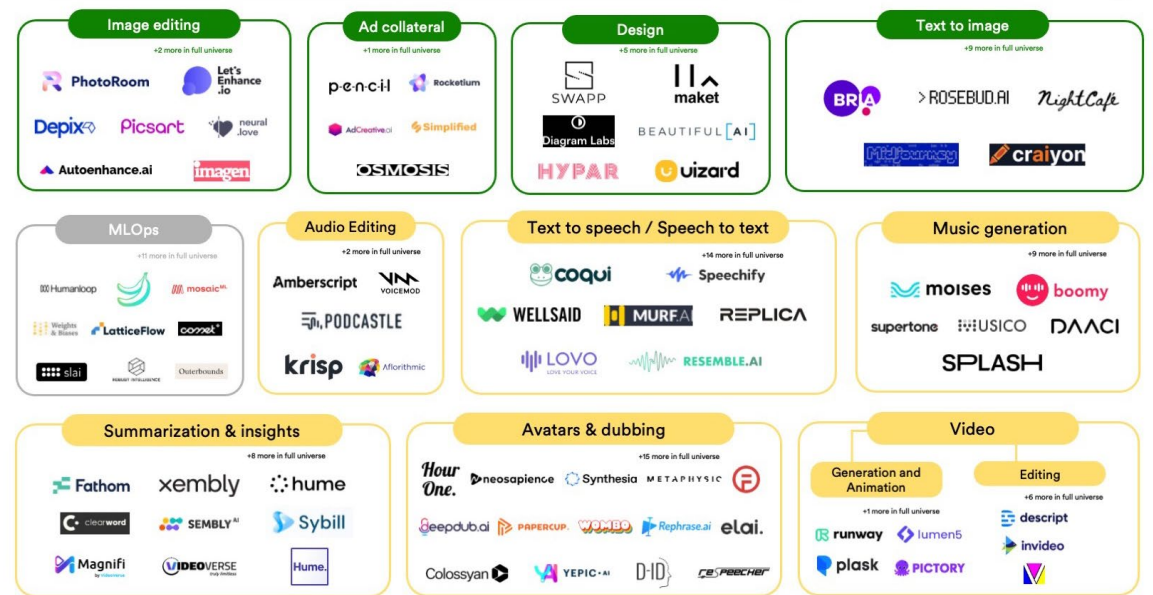 Image editing
+2 more in full universe
PhotoRoom
Let's
Enhance
.io
Depix
Picsart
neural
.love
Autoenhance.ai
imagen
Ad collateral
+1 more in full universe
p·e·n·c·i·l
Rocketium
AdCreative.ai
Simplified
OSMOSIS
Design
+5 more in full universe
SWAPP
maket
Diagram Labs
BEAUTIFUL[AI]
HYPAR
uizard
Text to image
+9 more in full universe
BRIA
>ROSEBUD.AI
NightCafé
Midjourney
craiyon
MLOps
+11 more in full universe
Humanloop
mosaic ML
Weights
& Biases
LatticeFlow
comet
slai
ROBUST INTELLIGENCE
Outerbounds
Audio Editing
+2 more in full universe
Amberscript
VOICEMOD
PODCASTLE
krisp
Aflorithmic
Text to speech / Speech to text
+14 more in full universe
coqui
Speechify
WELLSAID
MURF.AI
REPLICA
LOVO
LOVE YOUR VOICE
RESEMBLE.AI
Music generation
+9 more in full universe
moises
boomy
supertone
MUSICO
DAACI
SPLASH
Summarization & insights
+8 more in full universe
Fathom
xembly
hume
clearword
SEMBLY AI
Sybill
Magnifi
by videoverse
VIDEOVERSE
truly limitless
Hume.
Avatars & dubbing
+15 more in full universe
Hour
One.
neosapience
Synthesia
METAPHYSIC
deepdub.ai
PAPERCUP.
WOMBO
Rephrase.ai
elai.
Colossyan
YEPIC·AI
D-ID
reSPEECHER
Video
Generation and
Animation
+1 more in full universe
runway
lumen5
plask
PICTORY
Editing
+6 more in full universe
descript
invideo